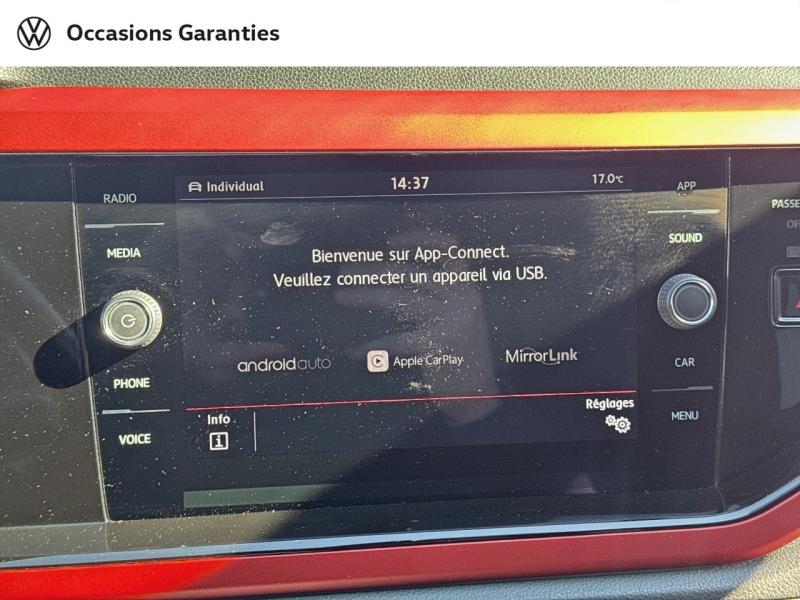 Occasions Garanties
RADIO
MEDIA
PHONE
VOICE
Individual
14:37
17.0°C
Bienvenue sur App-Connect.
Veuillez connecter un appareil via USB.
androidauto
Apple CarPlay
MirrorLink
Info
Réglages
APP
SOUND
CAR
MENU
PASSE